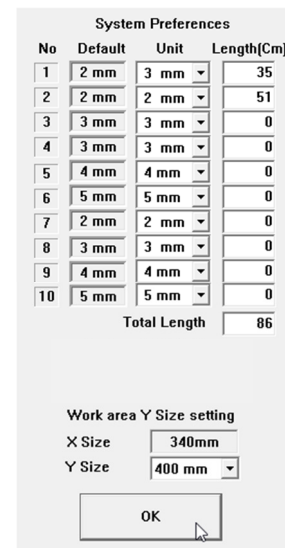 System Preferences
No Default Unit Length(Cm)
1 2 mm 3 mm 35
2 2 mm 2 mm 51
3 3 mm 3 mm 0
4 3 mm 3 mm 0
5 4 mm 4 mm 0
6 5 mm 5 mm 0
7 2 mm 2 mm 0
8 3 mm 3 mm 0
9 4 mm 4 mm 0
10 5 mm 5 mm 0
Total Length 86
Work area Y Size setting
X Size 340mm
Y Size 400 mm
OK